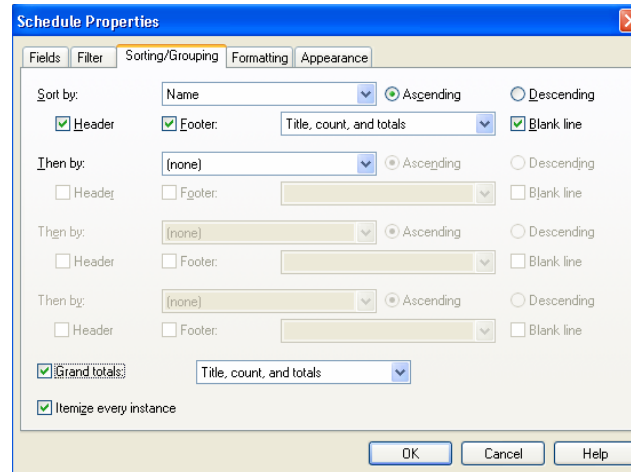 Schedule Properties
Fields Filter Sorting/Grouping Formatting Appearance
Sort by: Name Ascending Descending
Header Footer: Title, count, and totals Blank line
Then by: (none) Ascending Descending
Header Footer: Blank line
Then by: (none) Ascending Descending
Header Footer: Blank line
Then by: (none) Ascending Descending
Header Footer: Blank line
Grand totals: Title, count, and totals
Itemize every instance
OK Cancel Help